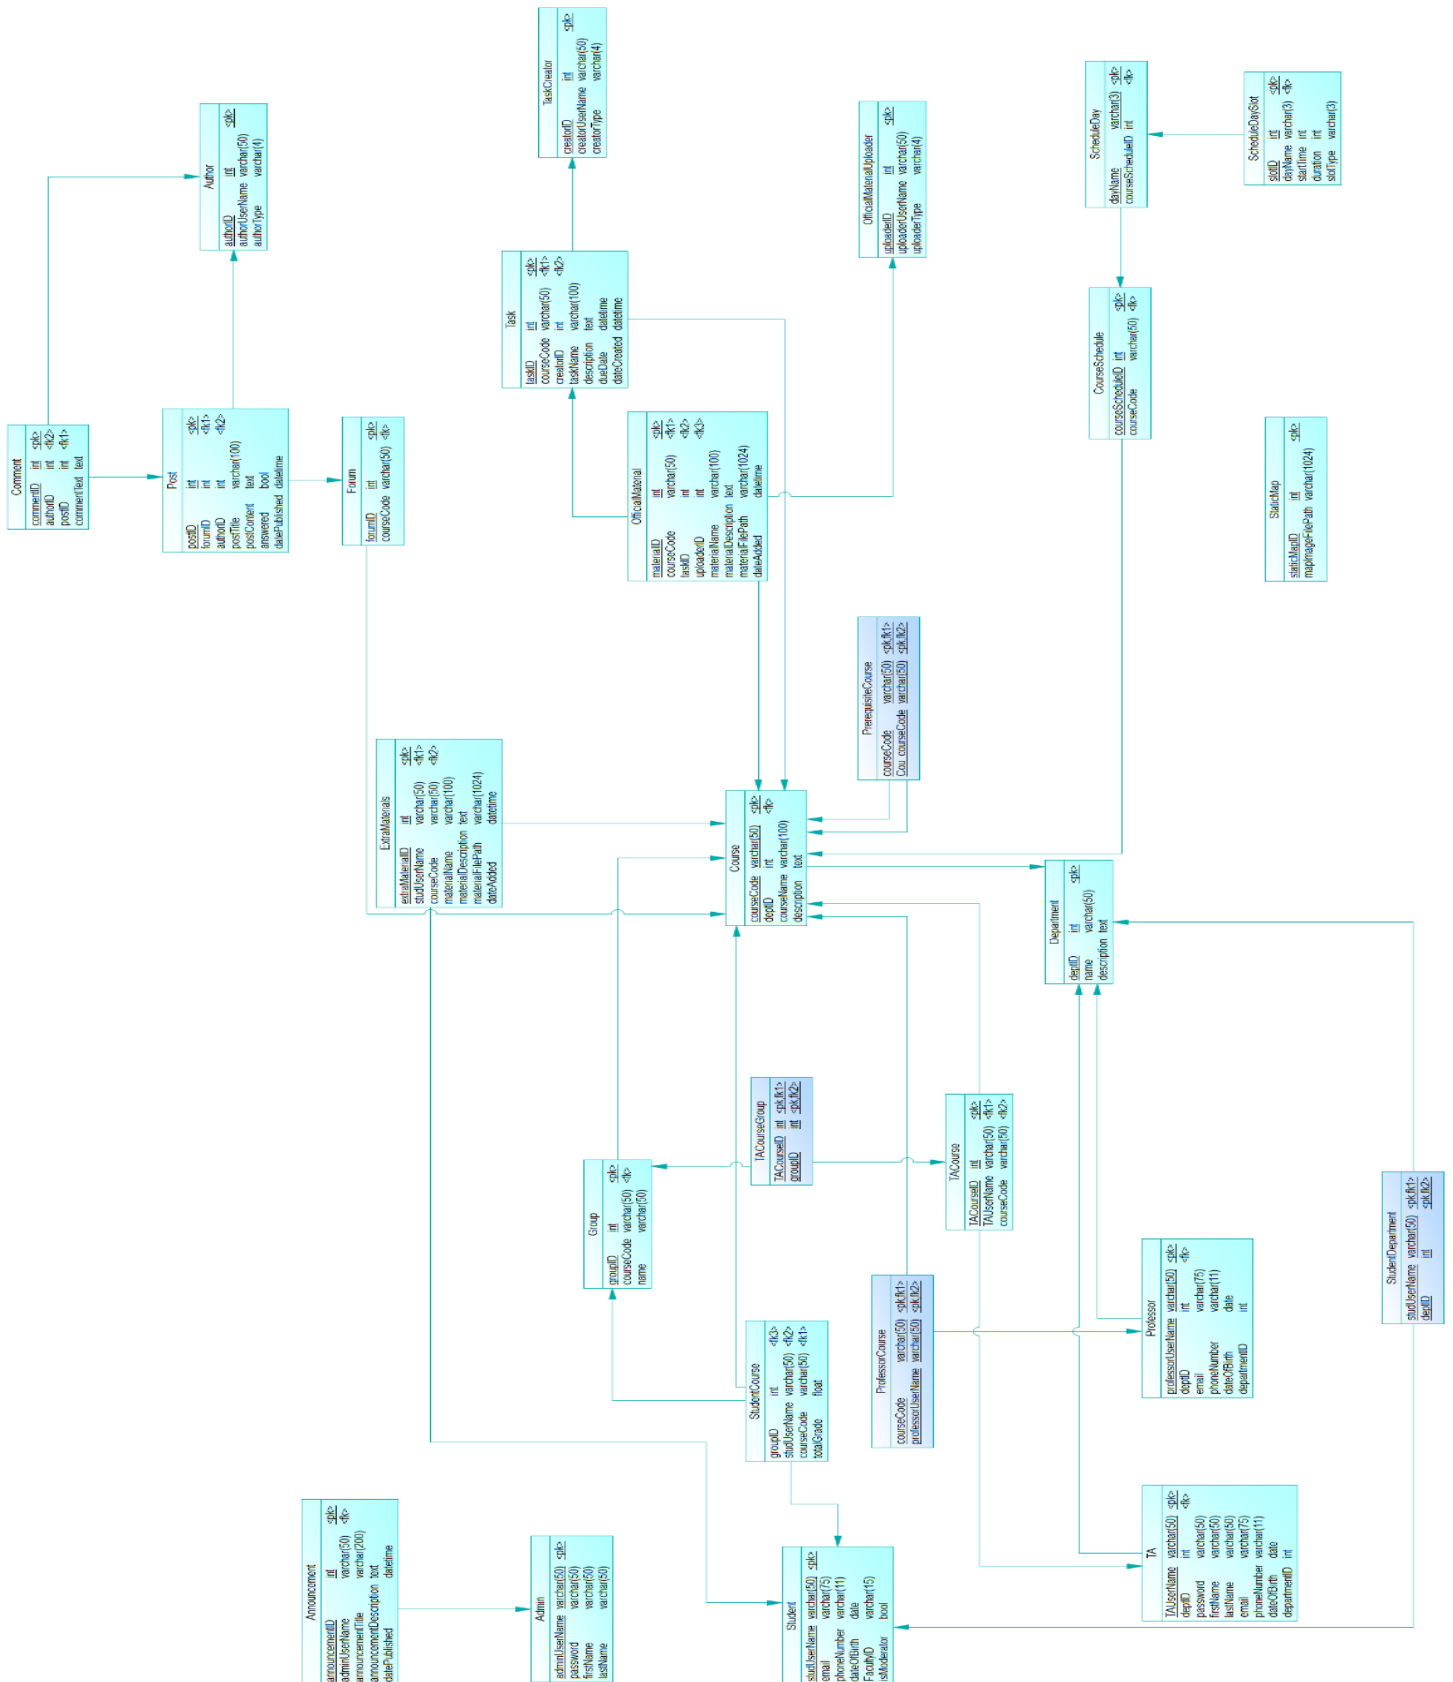 Comment
commentID int <pk>
authorID int <fk2>
postID int <fk1>
commentText text
Author
authorID int <pk>
authorUserName varchar(50)
authorType varchar(4)
Post
postID int <pk>
forumID int <fk1>
authorID int <fk2>
postTitle varchar(100)
postContent text
answered bool
datePublished datetime
Forum
forumID int <pk>
courseCode varchar(50) <fk>
TaskCreator
creatorID int <pk>
creatorUserName varchar(50)
creatorType varchar(4)
Task
taskID int <pk>
courseCode varchar(50) <fk1>
creatorID int <fk2>
taskName varchar(100)
description text
dueDate datetime
dateCreated datetime
OfficialMaterial
materialID int <pk>
courseCode varchar(50) <fk1>
taskID int <fk2>
uploaderID int <fk3>
materialName varchar(100)
materialDescription text
materialFilePath varchar(1024)
dateAdded datetime
OfficialMaterialUploader
uploaderID int <pk>
uploaderUserName varchar(50)
uploaderType varchar(4)
ScheduleDay
dayName varchar(3) <pk>
courseScheduleID int <fk>
ScheduleDaySlot
slotID int <pk>
dayName varchar(3) <fk>
startTime int
duration int
slotType varchar(3)
CourseSchedule
courseScheduleID int <pk>
courseCode varchar(50) <fk>
StaticMap
staticMapID int <pk>
mapImageFilePath varchar(1024)
ExtraMaterials
extraMaterialID int <pk>
studUserName varchar(50) <fk1>
courseCode varchar(50) <fk2>
materialName varchar(100)
materialDescription text
materialFilePath varchar(1024)
dateAdded datetime
PrerequisiteCourse
courseCode varchar(50) <pk,fk1>
Cou_courseCode varchar(50) <pk,fk2>
Course
courseCode varchar(50) <pk>
deptID int <fk>
courseName varchar(100)
description text
Department
deptID int <pk>
name varchar(50)
description text
Group
groupID int <pk>
courseCode varchar(50) <fk>
name varchar(50)
TACourseGroup
TACourseID int <pk,fk1>
groupID int <pk,fk2>
TACourse
TACourseID int <pk>
TAUserName varchar(50) <fk1>
courseCode varchar(50) <fk2>
StudentCourse
groupID int <fk3>
studUserName varchar(50) <fk2>
courseCode varchar(50) <fk1>
totalGrade float
ProfessorCourse
courseCode varchar(50) <pk,fk1>
professorUserName varchar(50) <pk,fk2>
Professor
professorUserName varchar(50) <pk>
deptID int <fk>
email varchar(75)
phoneNumber varchar(11)
dateOfBirth date
departmentID int
StudentDepartment
studUserName varchar(50) <pk,fk1>
deptID int <pk,fk2>
Announcement
announcementID int <pk>
adminUserName varchar(50) <fk>
announcementTitle varchar(200)
announcementDescription text
datePublished datetime
Admin
adminUserName varchar(50) <pk>
password varchar(50)
firstName varchar(50)
lastName varchar(50)
Student
studUserName varchar(50) <pk>
email varchar(75)
phoneNumber varchar(11)
dateOfBirth date
FacultyID varchar(15)
isModerator bool
TA
TAUserName varchar(50) <pk>
deptID int <fk>
password varchar(50)
firstName varchar(50)
lastName varchar(50)
email varchar(75)
phoneNumber varchar(11)
dateOfBirth date
departmentID int